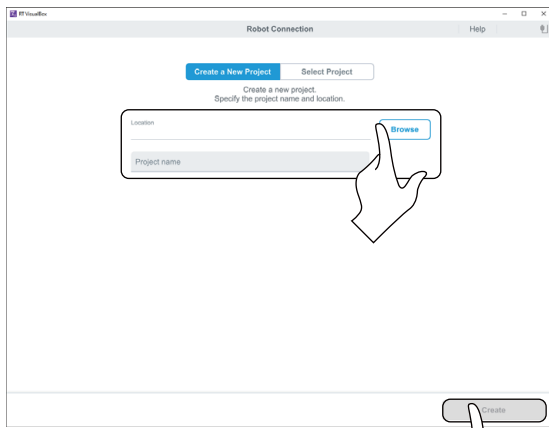 RT VisualBox
Robot Connection
Help
Create a New Project
Select Project
Create a new project.
Specify the project name and location.
Location
Browse
Project name
Create